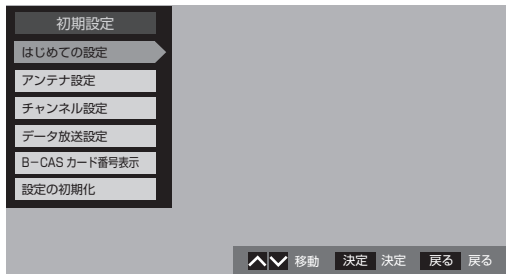 初期設定
はじめての設定
アンテナ設定
チャンネル設定
データ放送設定
B-CAS カード番号表示
設定の初期化
移動 決定 決定 戻る 戻る